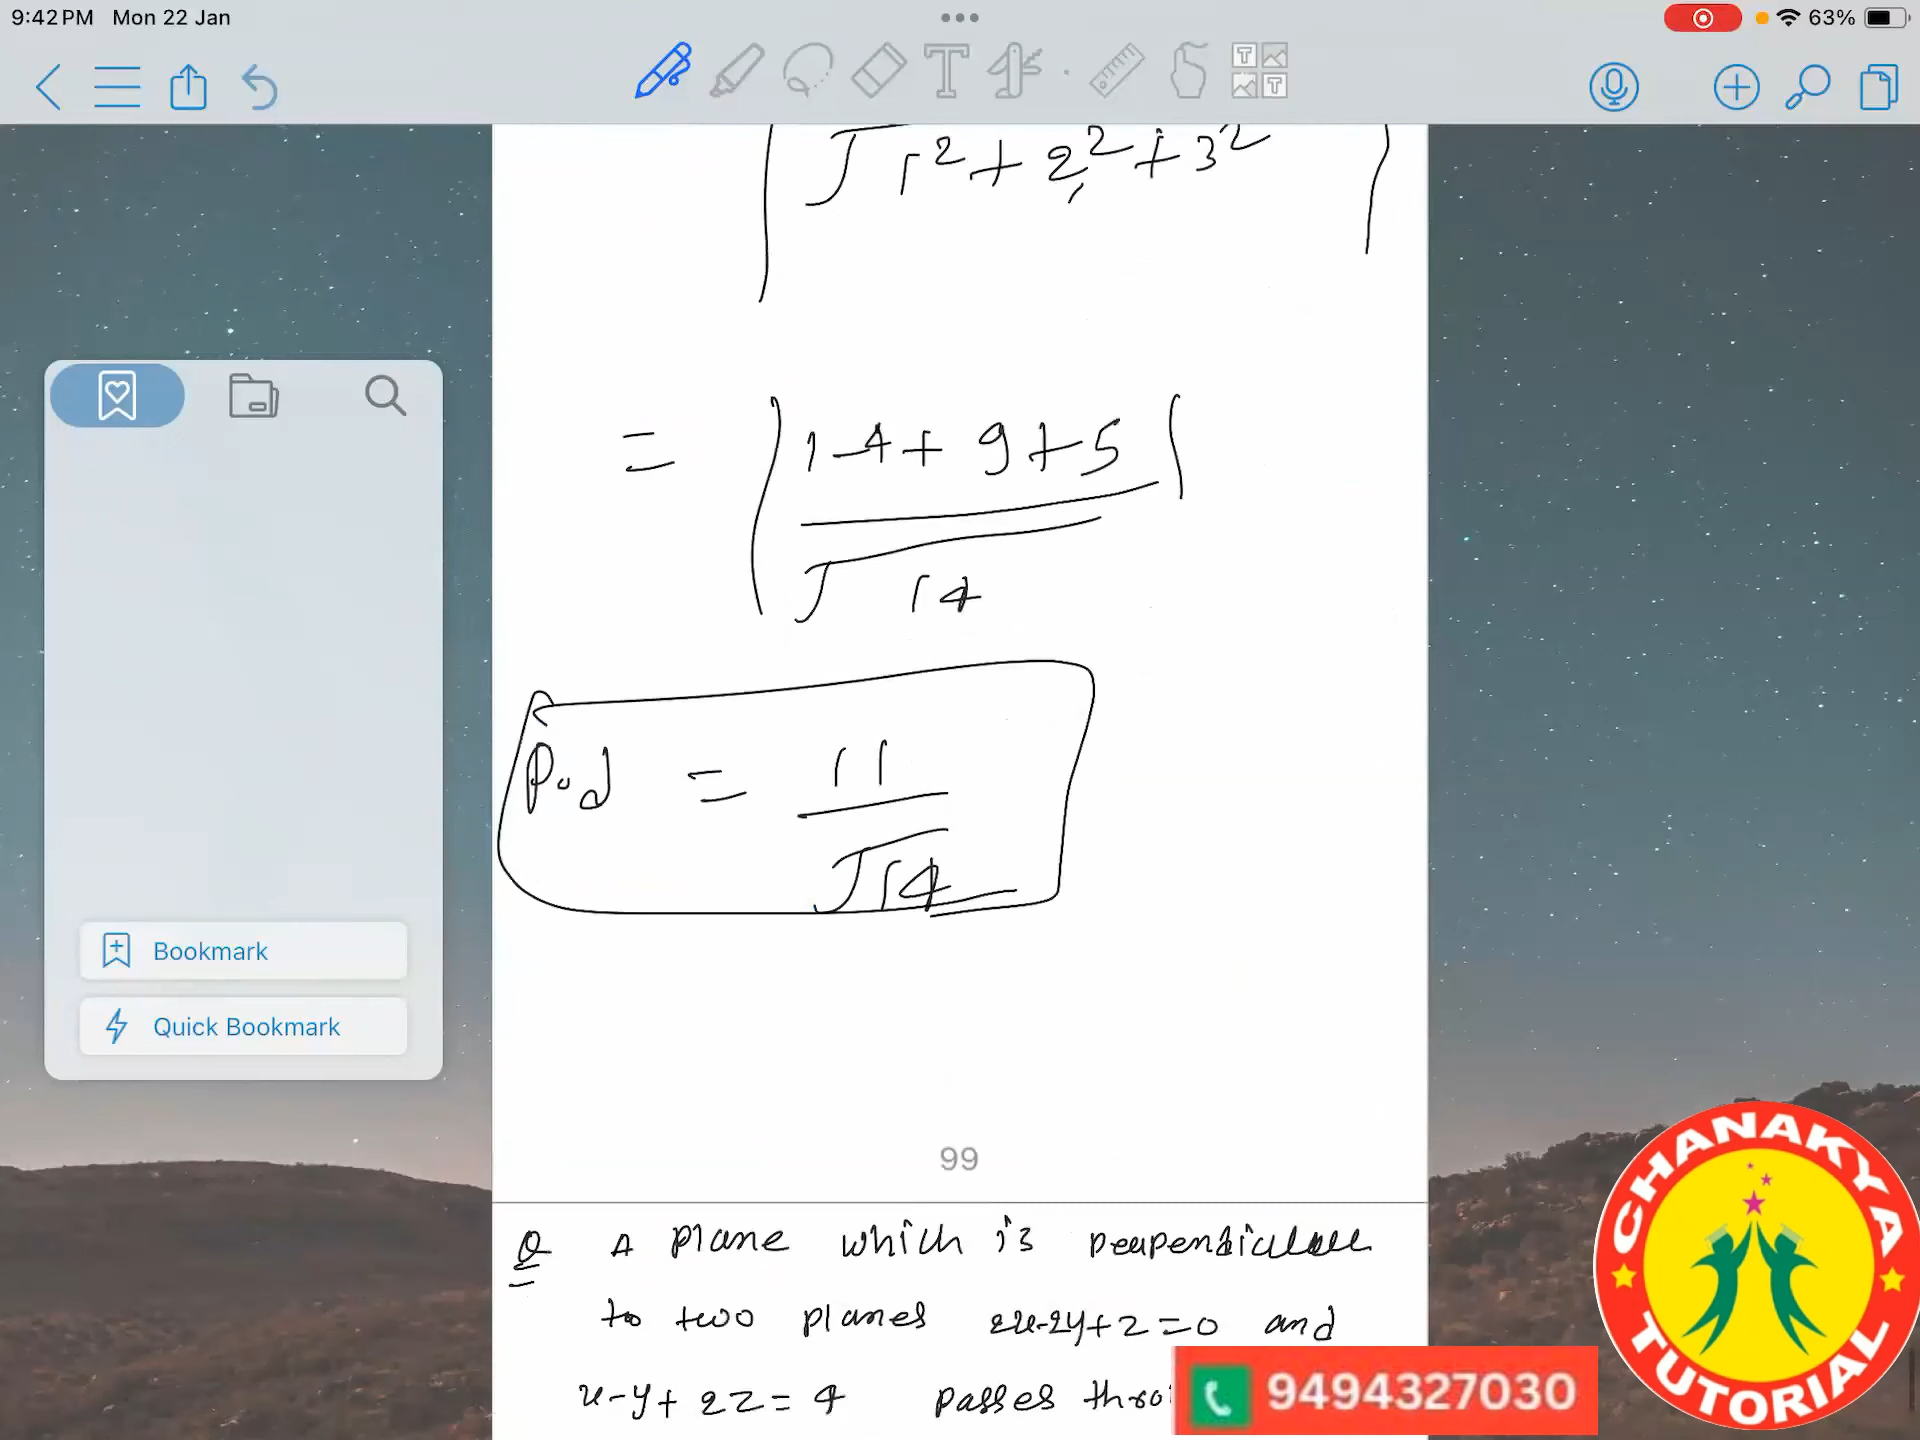 9:42 PM Mon 22 Jan
63%
√1² + 2² + 3²
= |1-4+ 9+5|
√14
P.d = 11
√14
Bookmark
Quick Bookmark
99
Q A plane which is perpendicular
to two planes 2x-2y+z=0 and
x-y+2z=4 passes thro
9494327030
CHANAKYA
TUTORIAL